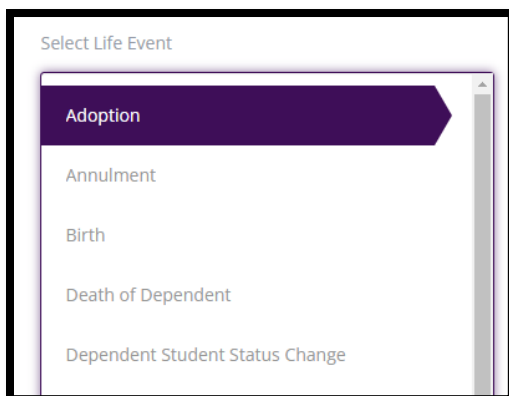 Select Life Event
Adoption
Annulment
Birth
Death of Dependent
Dependent Student Status Change